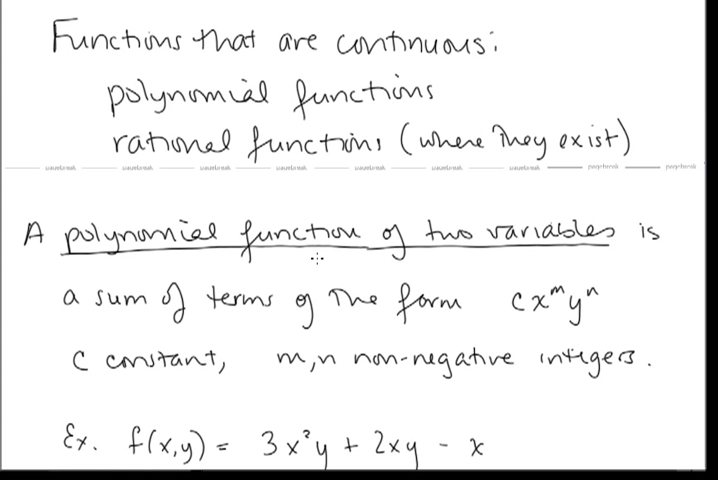 Functions that are continuous:
polynomial functions
rational functions (where they exist)
A polynomial function of two variables is
a sum of terms of the form cxᵐyⁿ
c constant, m,n non-negative integers.
Ex. f(x,y) = 3x²y + 2xy - x